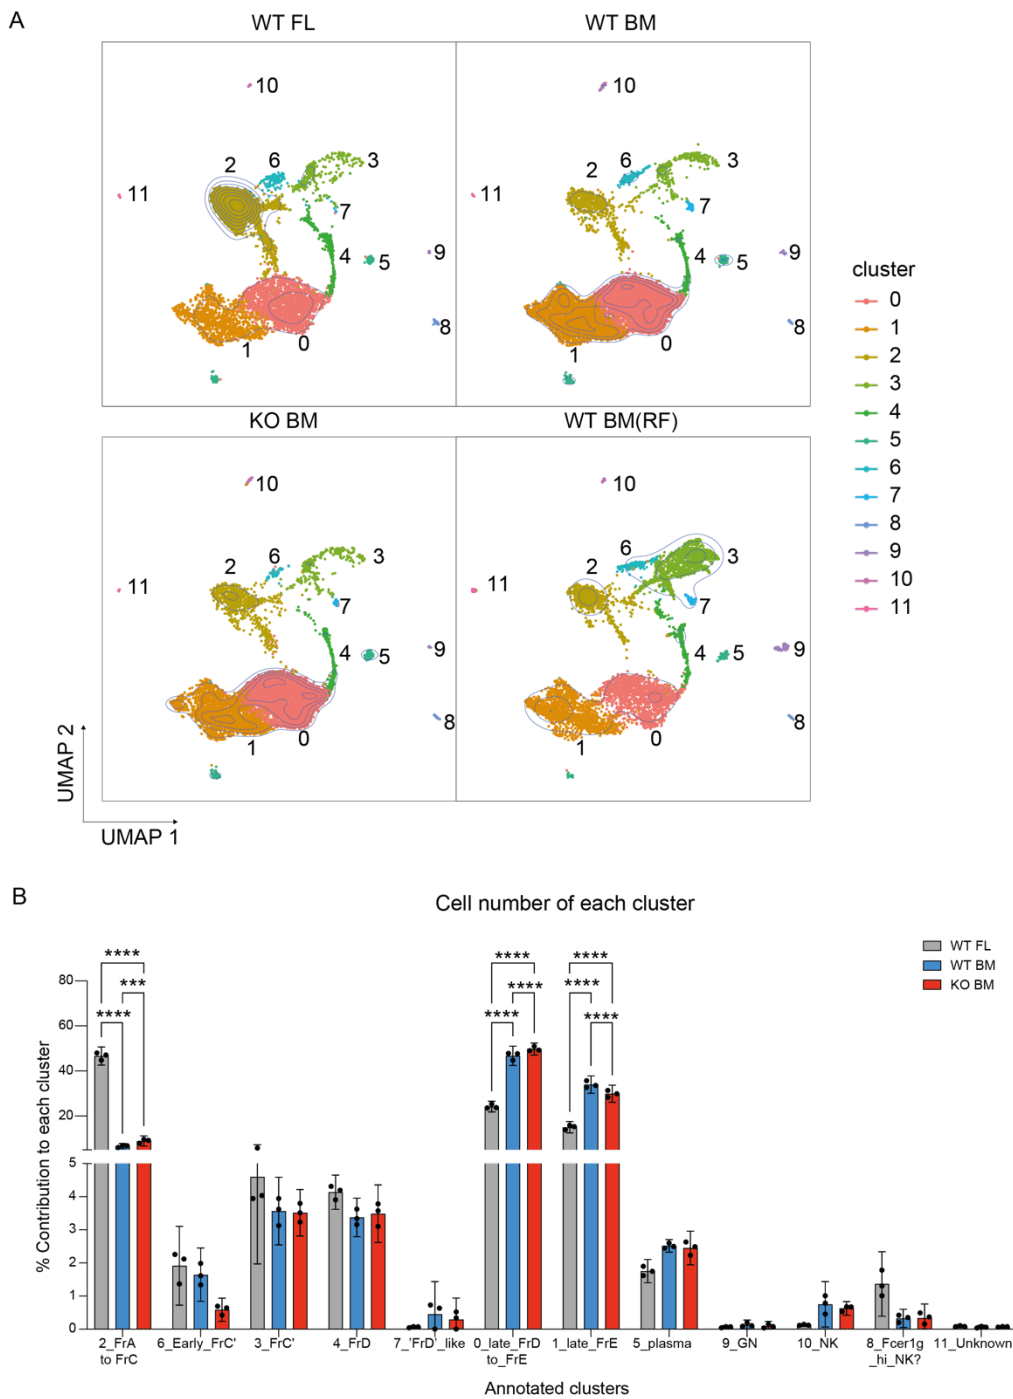 A
WT FL
WT BM
10
10
2
6
3
11
7
4
5
9
8
1
0
2
6
3
11
7
4
5
9
8
1
0
cluster
0
1
2
3
4
5
6
7
8
9
10
11
KO BM
WT BM(RF)
10
10
2
6
3
11
7
4
5
9
8
1
0
2
6
3
11
7
4
5
9
8
1
0
UMAP 2
UMAP 1
B
Cell number of each cluster
WT FL
WT BM
KO BM
% Contribution to each cluster
80
60
40
20
5
4
3
2
1
0
****
***
****
****
****
****
****
****
****
2_FrA
to FrC
6_Early_FrC'
3_FrC'
4_FrD
7_'FrD'_like
0_late_FrD
to_FrE
1_late_FrE
5_plasma
9_GN
10_NK
8_Fcer1g
_hi_NK?
11_Unknown
Annotated clusters